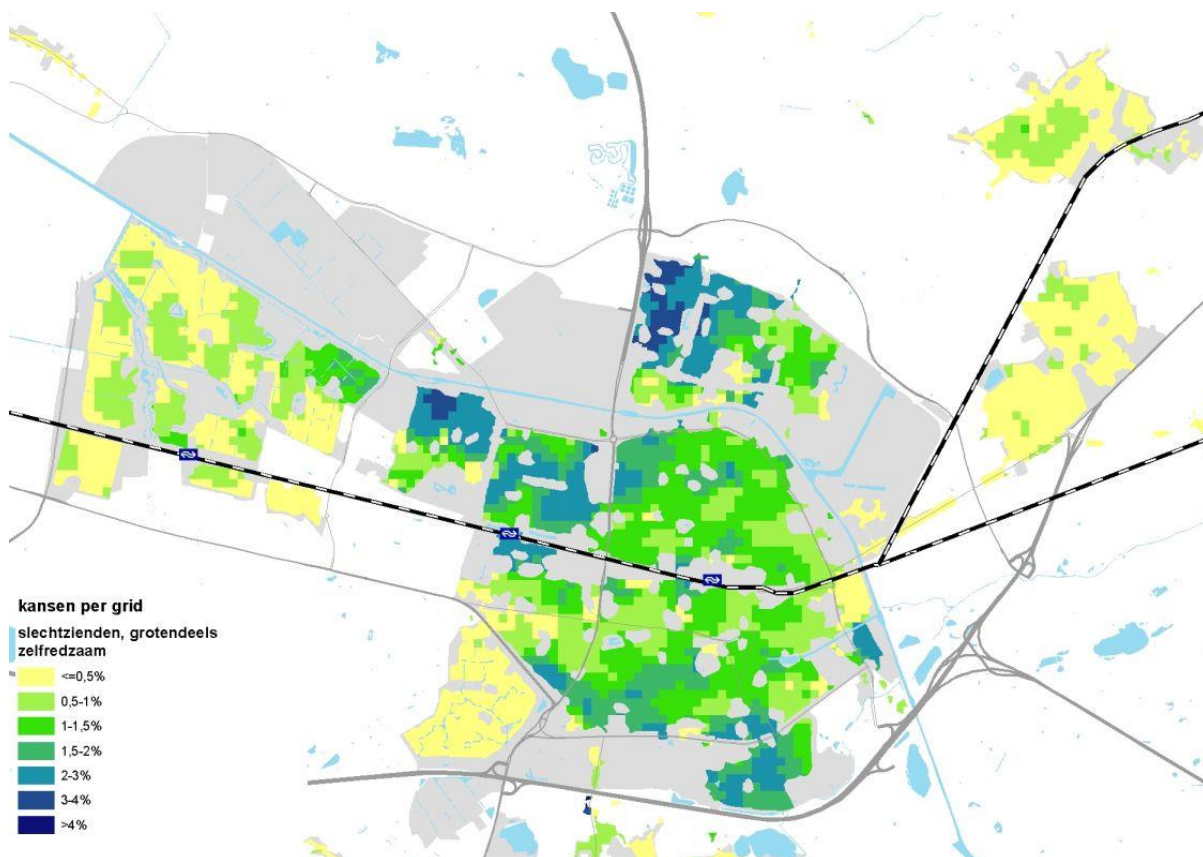 kansen per grid
slechtzienden, grotendeels
zelfredzaam
<=0,5%
0,5-1%
1-1,5%
1,5-2%
2-3%
3-4%
>4%